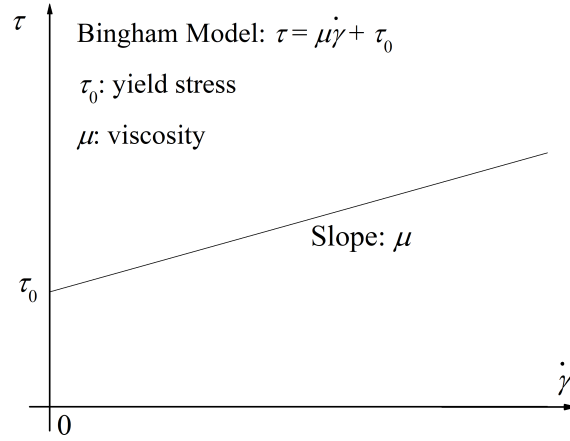 τ
Bingham Model: τ = μγ̇ + τ₀
τ₀: yield stress
μ: viscosity
Slope: μ
τ₀
γ̇
0